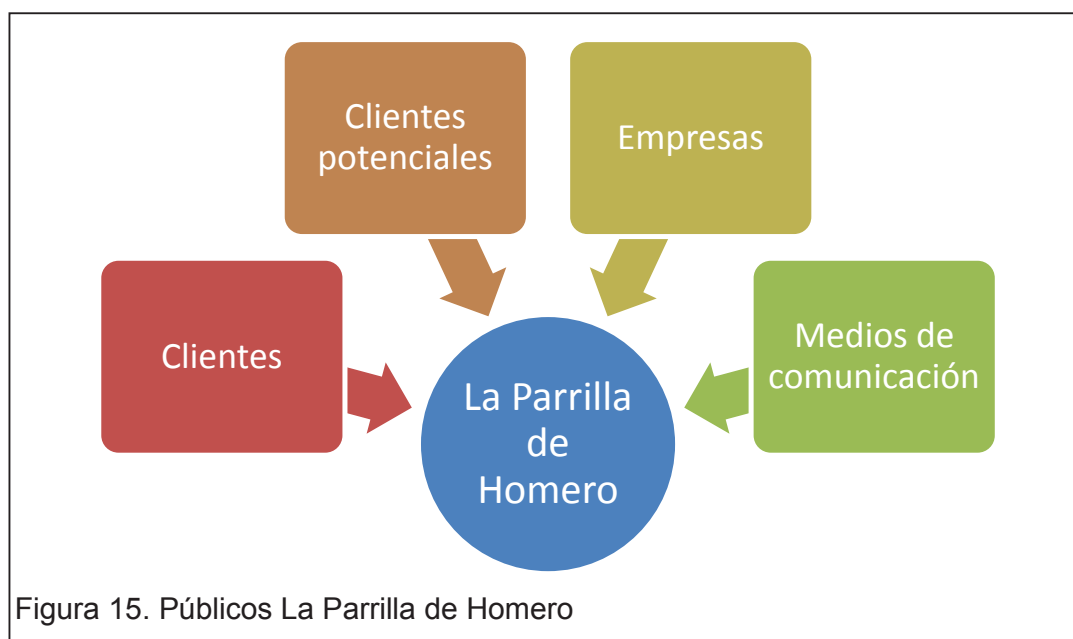 Clientes
potenciales
Empresas
Clientes
Medios de
comunicación
La Parrilla
de
Homero
Figura 15. Públicos La Parrilla de Homero